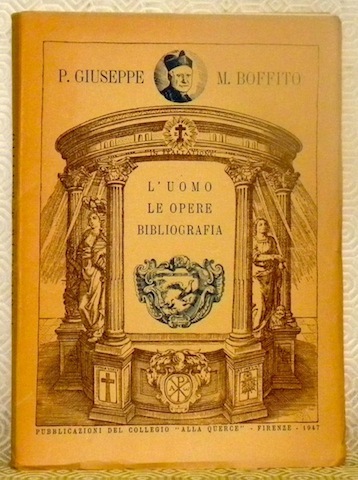 P. GIUSEPPE M. BOFFITO
L'UOMO
LE OPERE
BIBLIOGRAFIA
PUBBLICAZIONI DEL COLLEGIO "ALLA QUERCE" - FIRENZE - 1947